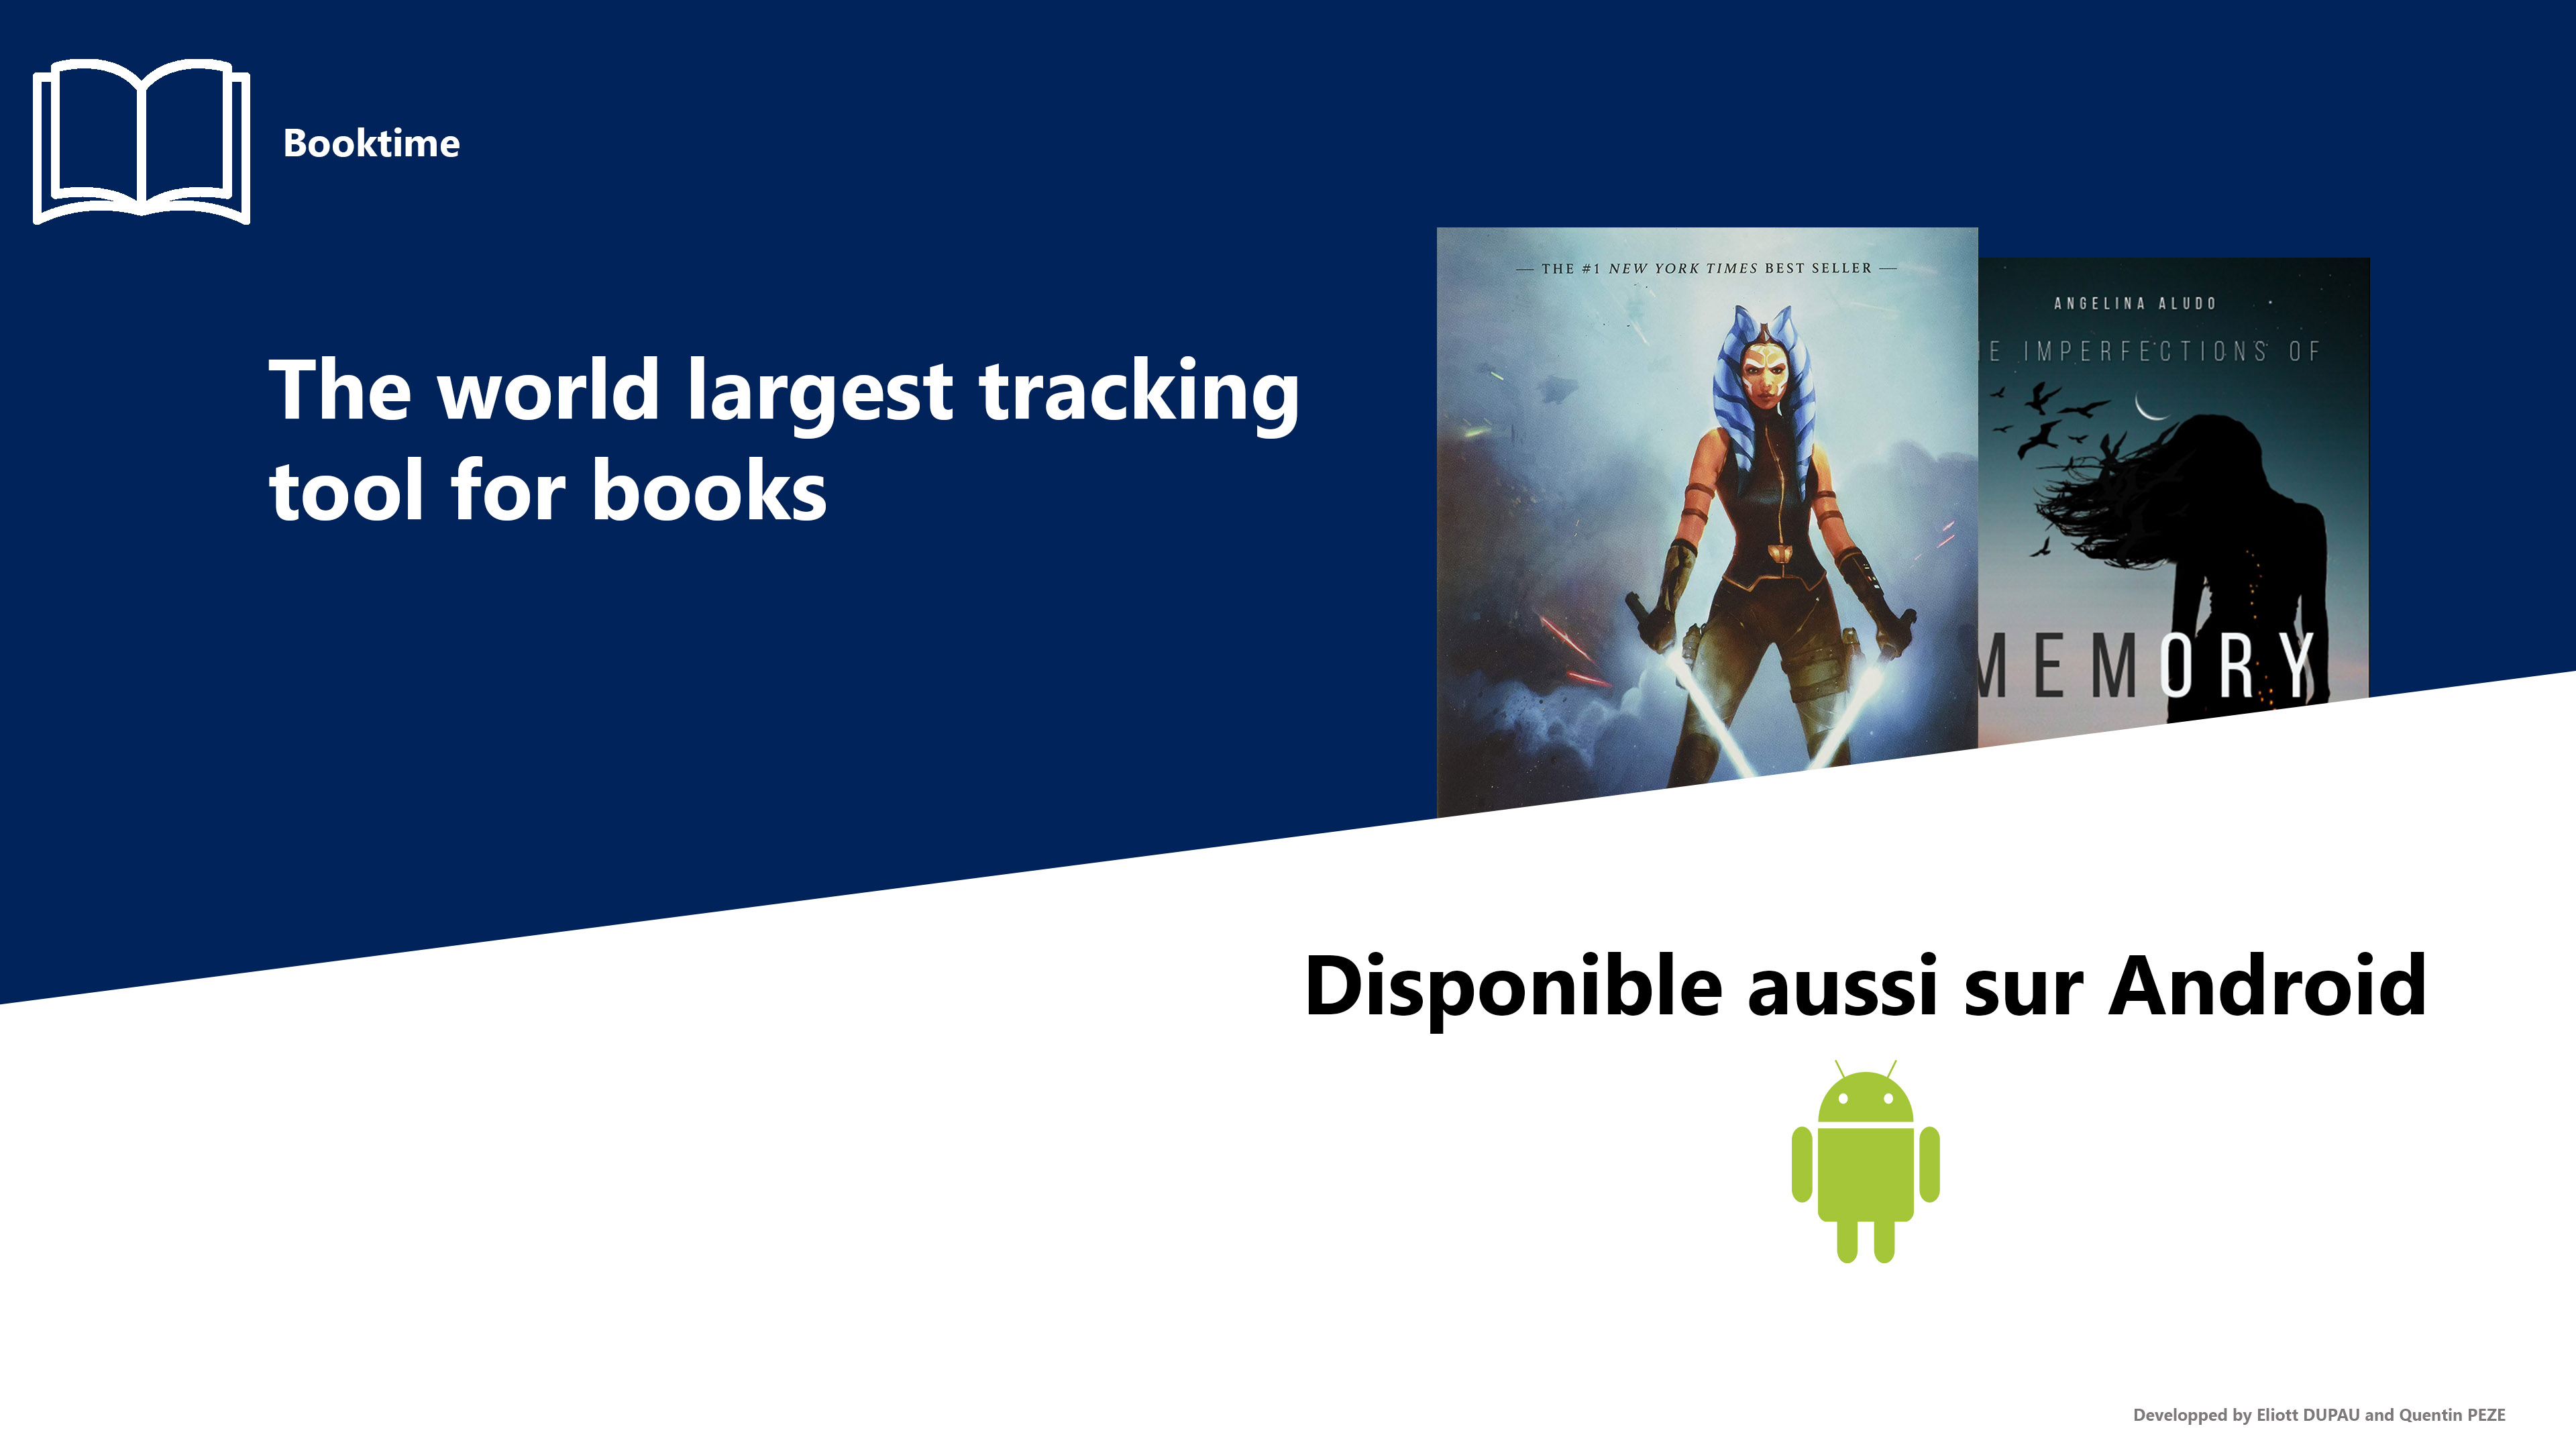 Booktime
The world largest tracking
tool for books
— THE #1 NEW YORK TIMES BEST SELLER —
ANGELINA ALUDO
IMPERFECTIONS OF
MEMORY
Disponible aussi sur Android
Developped by Eliott DUPAU and Quentin PEZE